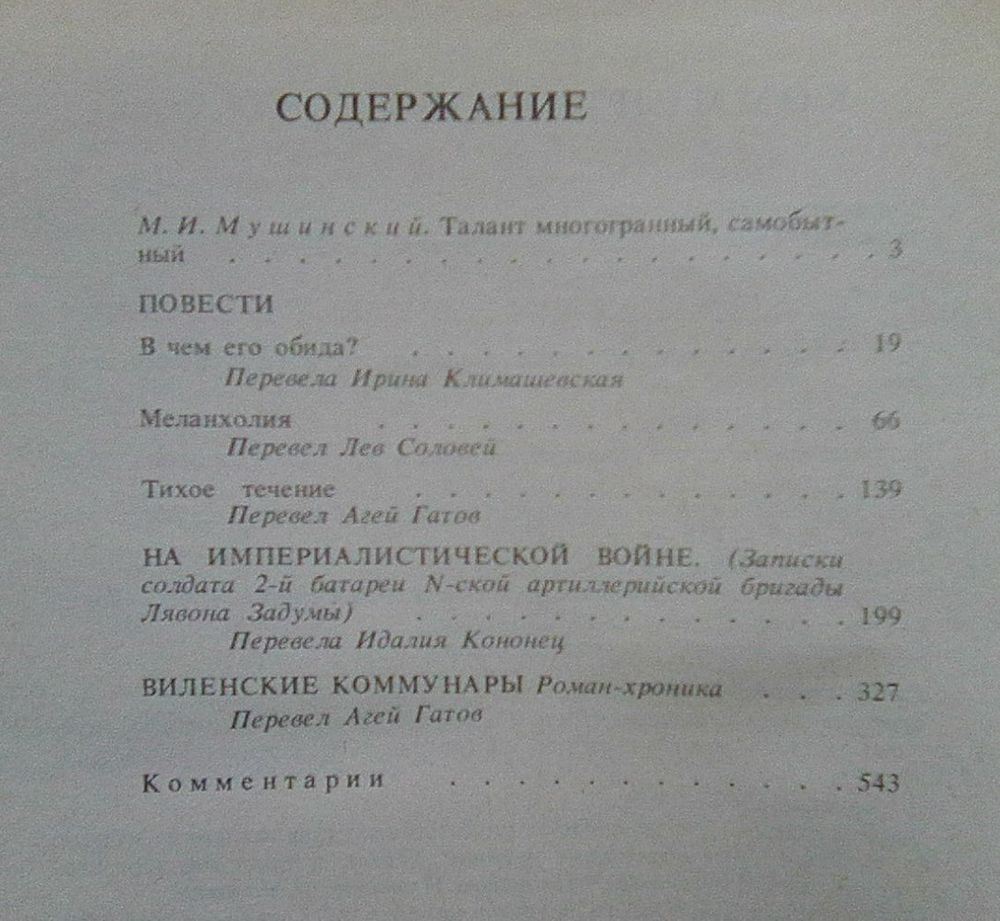 СОДЕРЖАНИЕ
М. И. Мушинский. Талант многогранный, самобыт-
ный . . . . . . . . . . . . . . . . . . . 3
ПОВЕСТИ
В чем его обида? . . . . . . . . . . . . . 19
Перевела Ирина Климашевская
Меланхолия . . . . . . . . . . . . . . 66
Перевел Лев Соловей
Тихое течение . . . . . . . . . . . . . 139
Перевел Агей Гатов
НА ИМПЕРИАЛИСТИЧЕСКОЙ ВОЙНЕ. (Записки
солдата 2-й батареи N-ской артиллерийской бригады
Лявона Задумы) . . . . . . . . . . . . . 199
Перевела Идалия Кононец
ВИЛЕНСКИЕ КОММУНАРЫ Роман-хроника . . . 327
Перевел Агей Гатов
Комментарии . . . . . . . . . . . . 543